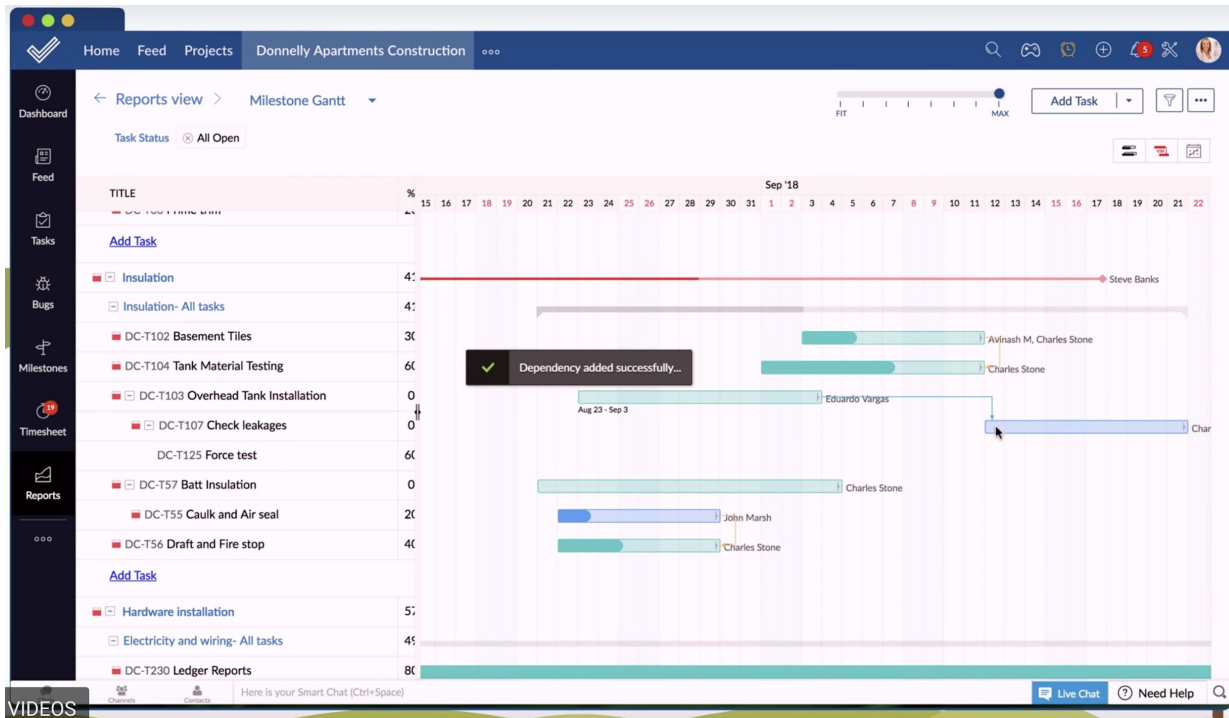 Home Feed Projects Donnelly Apartments Construction
5
Dashboard
Feed
Tasks
Bugs
Milestones
19
Timesheet
Reports
Reports view Milestone Gantt
FIT MAX
Add Task
Task Status All Open
TITLE %
Sep '18
15 16 17 18 19 20 21 22 23 24 25 26 27 28 29 30 31 1 2 3 4 5 6 7 8 9 10 11 12 13 14 15 16 17 18 19 20 21 22
Add Task
Insulation 41
Steve Banks
Insulation- All tasks 41
DC-T102 Basement Tiles 30
Avinash M, Charles Stone
DC-T104 Tank Material Testing 60
Charles Stone
Dependency added successfully...
DC-T103 Overhead Tank Installation 0
Eduardo Vargas
Aug 23 - Sep 3
DC-T107 Check leakages 0
Char
DC-T125 Force test 60
DC-T57 Batt Insulation 0
Charles Stone
DC-T55 Caulk and Air seal 20
John Marsh
DC-T56 Draft and Fire stop 40
Charles Stone
Add Task
Hardware installation 57
Electricity and wiring- All tasks 49
DC-T230 Ledger Reports 80
Channels Contacts Here is your Smart Chat (Ctrl+Space)
Live Chat ? Need Help
VIDEOS